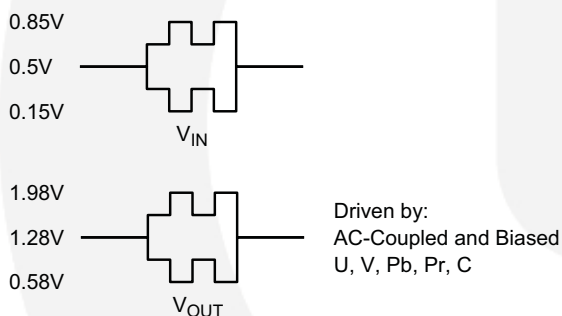 0.85V
0.5V
0.15V
VIN
1.98V
1.28V
0.58V
VOUT
Driven by:
AC-Coupled and Biased
U, V, Pb, Pr, C